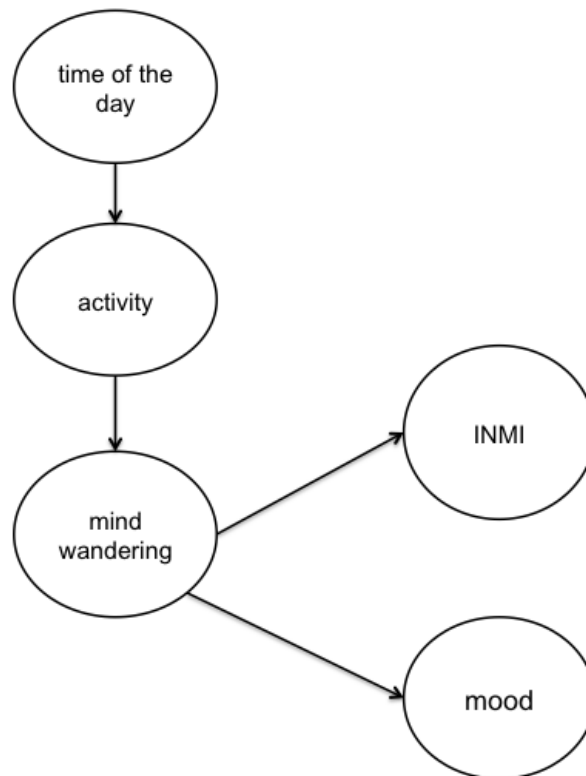 time of the
day
activity
INMI
mind
wandering
mood